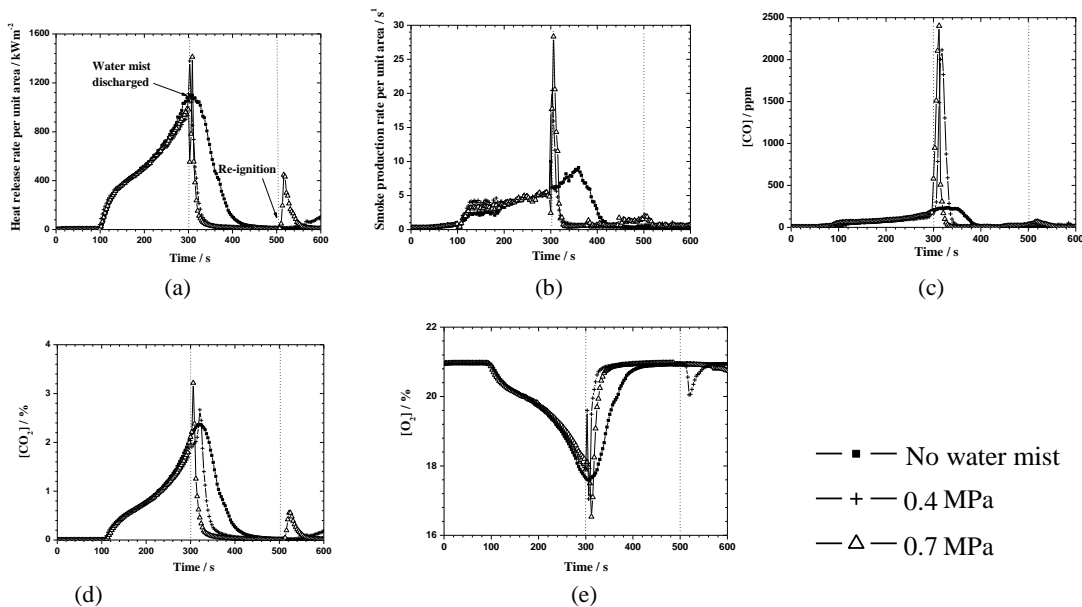 Heat release rate per unit area / kWm⁻²
1600
1200
800
400
0
Water mist
discharged
Re-ignition
0 100 200 300 400 500 600
Time / s
(a)
Smoke production rate per unit area / s¹
30
25
20
15
10
5
0
0 100 200 300 400 500 600
Time / s
(b)
[CO] / ppm
2500
2000
1500
1000
500
0
0 100 200 300 400 500 600
Time / s
(c)
[CO₂] / %
4
3
2
1
0
0 100 200 300 400 500 600
Time / s
(d)
[O₂] / %
22
21
20
18
16
0 100 200 300 400 500 600
Time / s
(e)
No water mist
0.4 MPa
0.7 MPa